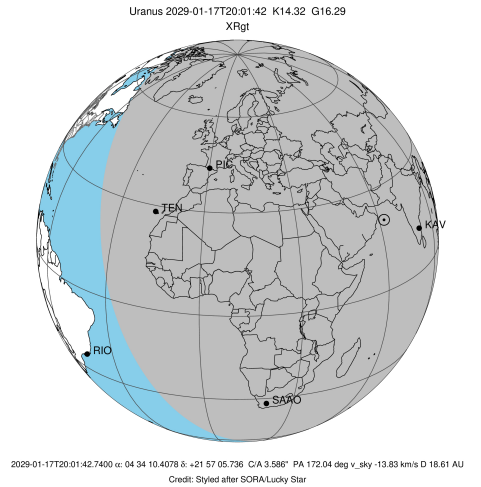 Uranus 2029-01-17T20:01:42 K14.32 G16.29
XRgt
PIC
TEN
KAV
RIO
SAAO
2029-01-17T20:01:42.7400 α: 04 34 10.4078 δ: +21 57 05.736 C/A 3.586" PA 172.04 deg v_sky -13.83 km/s D 18.61 AU
Credit: Styled after SORA/Lucky Star